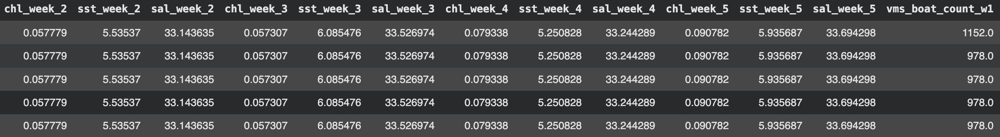 chl_week_2 sst_week_2 sal_week_2 chl_week_3 sst_week_3 sal_week_3 chl_week_4 sst_week_4 sal_week_4 chl_week_5 sst_week_5 sal_week_5 vms_boat_count_w1
0.057779 5.53537 33.143635 0.057307 6.085476 33.526974 0.079338 5.250828 33.244289 0.090782 5.935687 33.694298 1152.0
0.057779 5.53537 33.143635 0.057307 6.085476 33.526974 0.079338 5.250828 33.244289 0.090782 5.935687 33.694298 978.0
0.057779 5.53537 33.143635 0.057307 6.085476 33.526974 0.079338 5.250828 33.244289 0.090782 5.935687 33.694298 978.0
0.057779 5.53537 33.143635 0.057307 6.085476 33.526974 0.079338 5.250828 33.244289 0.090782 5.935687 33.694298 978.0
0.057779 5.53537 33.143635 0.057307 6.085476 33.526974 0.079338 5.250828 33.244289 0.090782 5.935687 33.694298 978.0